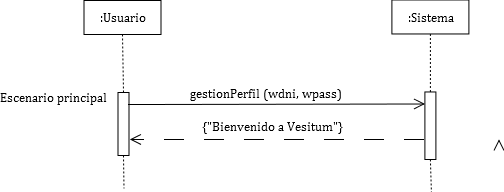 :Usuario
:Sistema
gestionPerfil (wdni, wpass)
Escenario principal
{"Bienvenido a Vesitum"}